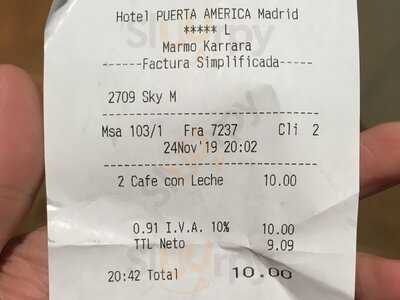 Hotel PUERTA AMERICA Madrid
***** L
Marmo Karrara
------Factura Simplificada-----
2709 Sky M
Msa 103/1 Fra 7237 Cli 2
24Nov'19 20:02
2 Cafe con Leche 10.00
0.91 I.V.A. 10% 10.00
TTL Neto 9.09
20:42 Total 10.00